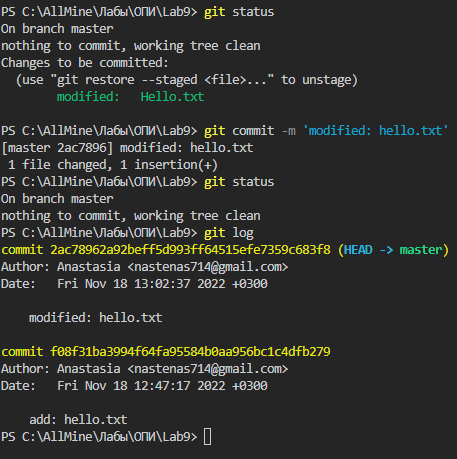 PS C:\AllMine\Лабы\ОПИ\Lab9> git status
On branch master
nothing to commit, working tree clean
Changes to be committed:
  (use "git restore --staged <file>..." to unstage)
        modified:   Hello.txt

PS C:\AllMine\Лабы\ОПИ\Lab9> git commit -m 'modified: hello.txt'
[master 2ac7896] modified: hello.txt
 1 file changed, 1 insertion(+)
PS C:\AllMine\Лабы\ОПИ\Lab9> git status
On branch master
nothing to commit, working tree clean
PS C:\AllMine\Лабы\ОПИ\Lab9> git log
commit 2ac78962a92beff5d993ff64515efe7359c683f8 (HEAD -> master)
Author: Anastasia <nastenas714@gmail.com>
Date:   Fri Nov 18 13:02:37 2022 +0300

    modified: hello.txt

commit f08f31ba3994f64fa95584b0aa956bc1c4dfb279
Author: Anastasia <nastenas714@gmail.com>
Date:   Fri Nov 18 12:47:17 2022 +0300

    add: hello.txt
PS C:\AllMine\Лабы\ОПИ\Lab9>